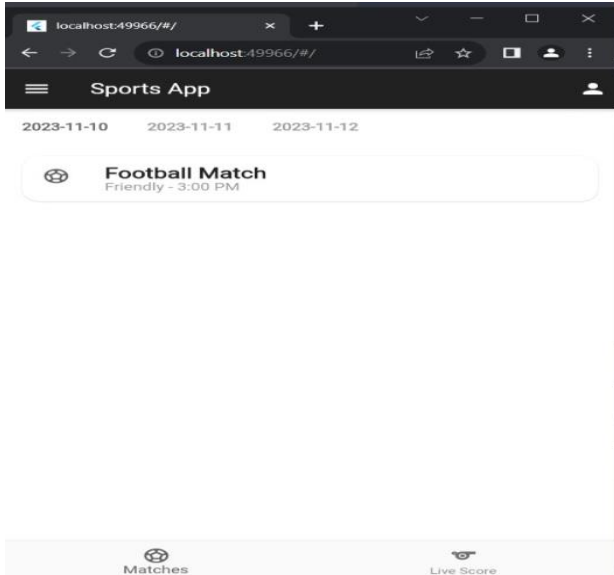 localhost:49966/#/
localhost:49966/#/
Sports App
2023-11-10 2023-11-11 2023-11-12
Football Match
Friendly - 3:00 PM
Matches Live Score